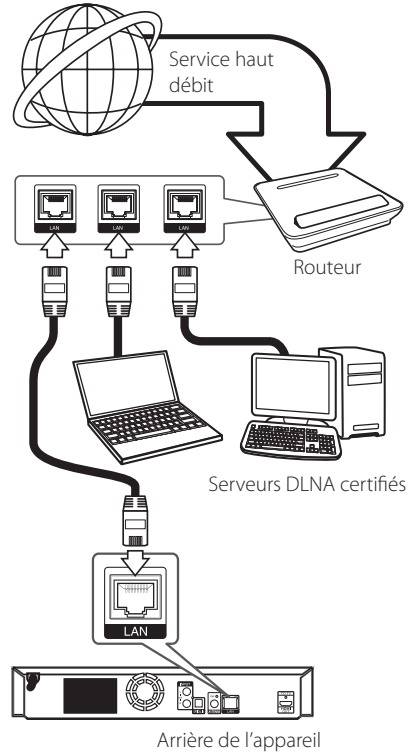 Service haut
débit
LAN
LAN
LAN
Routeur
Serveurs DLNA certifiés
LAN
Arrière de l'appareil